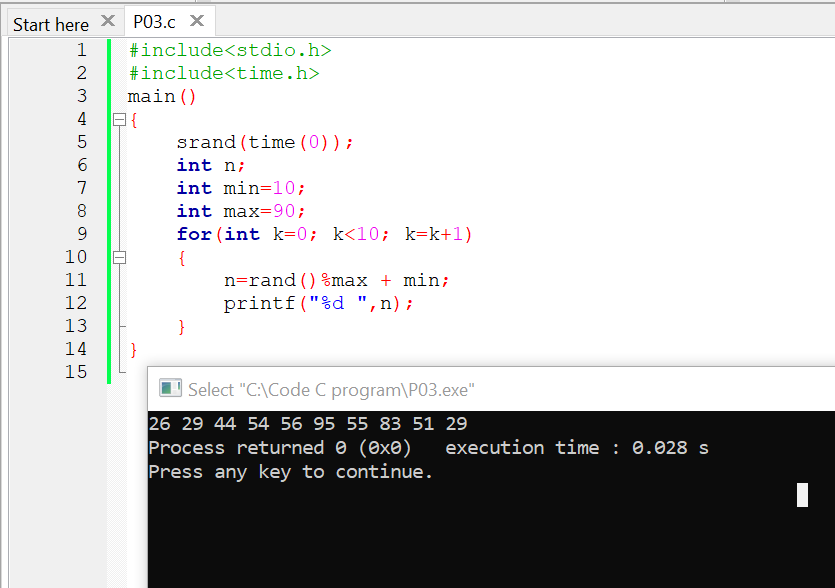 Start here P03.c
1 #include<stdio.h>
2 #include<time.h>
3 main()
4 {
5 srand(time(0));
6 int n;
7 int min=10;
8 int max=90;
9 for(int k=0; k<10; k=k+1)
10 {
11 n=rand()%max + min;
12 printf("%d ",n);
13 }
14 }
15
Select "C:\Code C program\P03.exe"
26 29 44 54 56 95 55 83 51 29
Process returned 0 (0x0) execution time : 0.028 s
Press any key to continue.